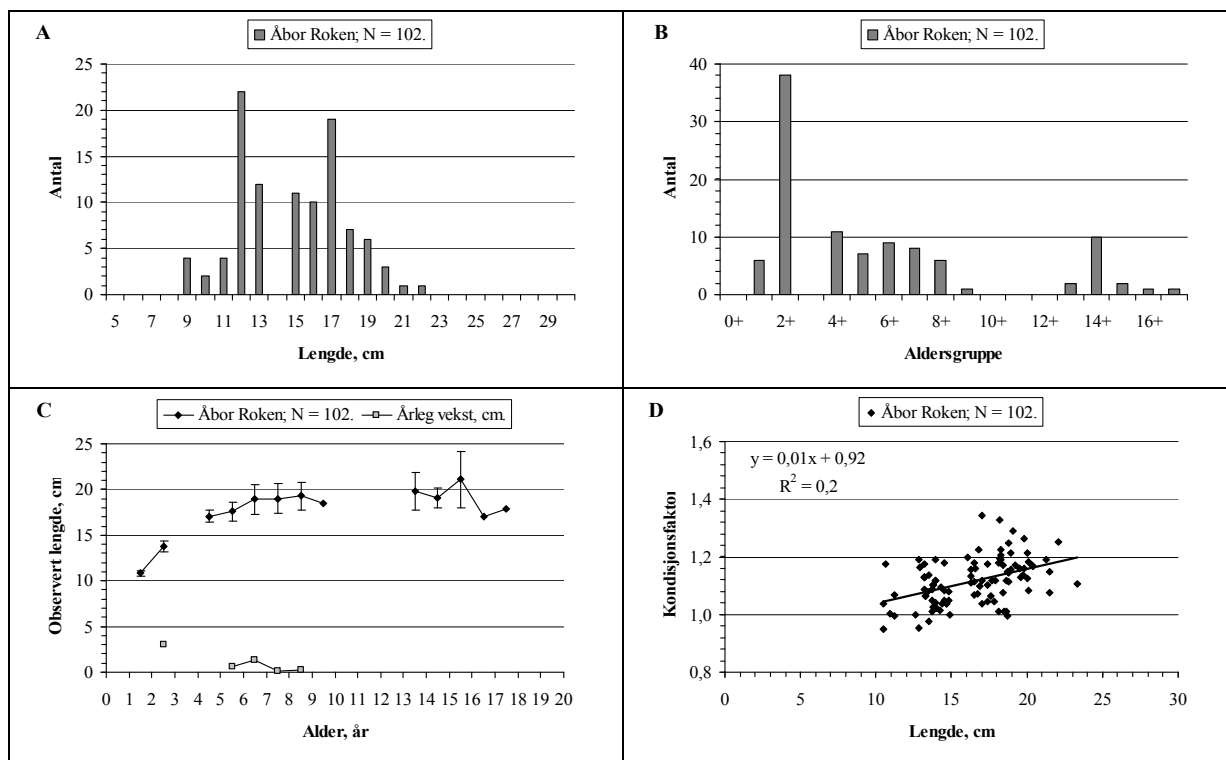 A
Åbor Roken; N = 102.
Antal
25
20
15
10
5
0
5 7 9 11 13 15 17 19 21 23 25 27 29
Lengde, cm
B
Åbor Roken; N = 102.
Antal
40
30
20
10
0
0+ 2+ 4+ 6+ 8+ 10+ 12+ 14+ 16+
Aldersgruppe
C
Åbor Roken; N = 102. Årleg vekst, cm.
Observert lengde, cm
25
20
15
10
5
0
0 1 2 3 4 5 6 7 8 9 10 11 12 13 14 15 16 17 18 19 20
Alder, år
D
Åbor Roken; N = 102.
y = 0,01x + 0,92
R² = 0,2
Kondisjonsfaktor
1,6
1,4
1,2
1,0
0,8
0 5 10 15 20 25 30
Lengde, cm